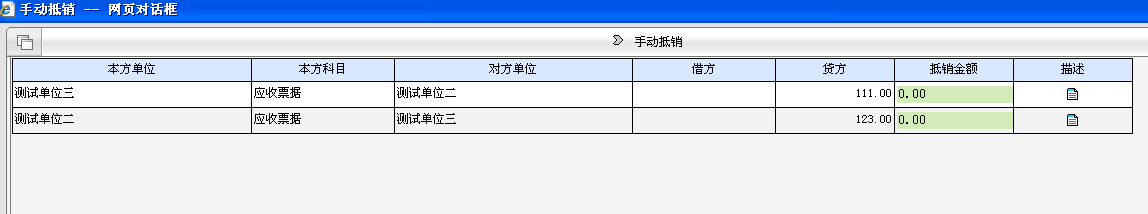 手动抵销 -- 网页对话框
手动抵销
本方单位 本方科目 对方单位 借方 贷方 抵销金额 描述
测试单位三 应收票据 测试单位二 111.00 0.00
测试单位二 应收票据 测试单位三 123.00 0.00